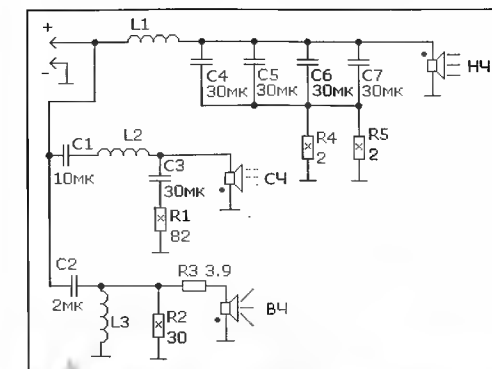 +
L1
-
C4
30мк
C5
30мк
C6
30мк
C7
30мк
НЧ
R4
2
R5
2
C1
10мк
L2
C3
30мк
СЧ
R1
82
C2
2мк
R3 3.9
L3
R2
30
ВЧ